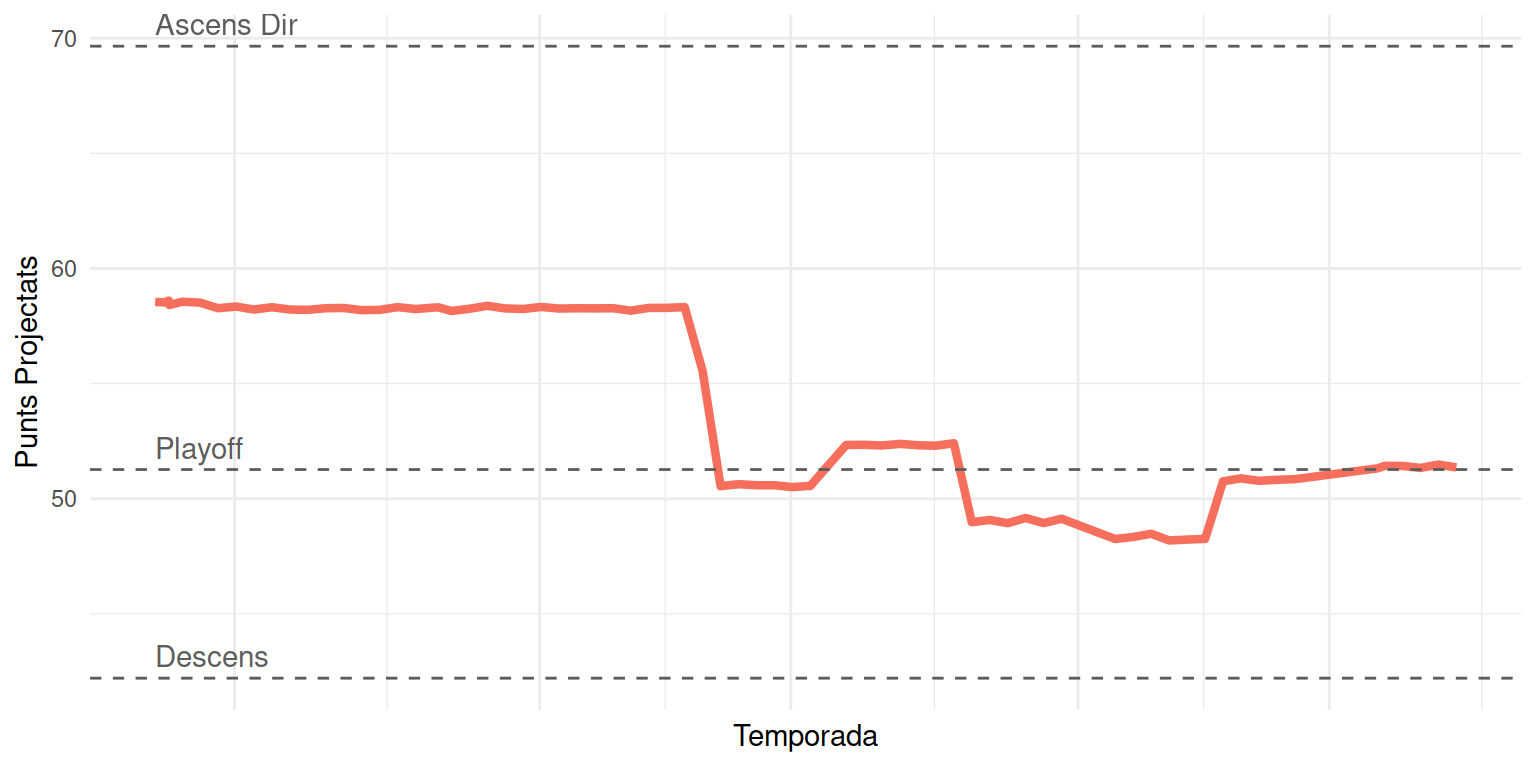 Ascens Dir
70
60
Punts Projectats
Playoff
50
Descens
Temporada